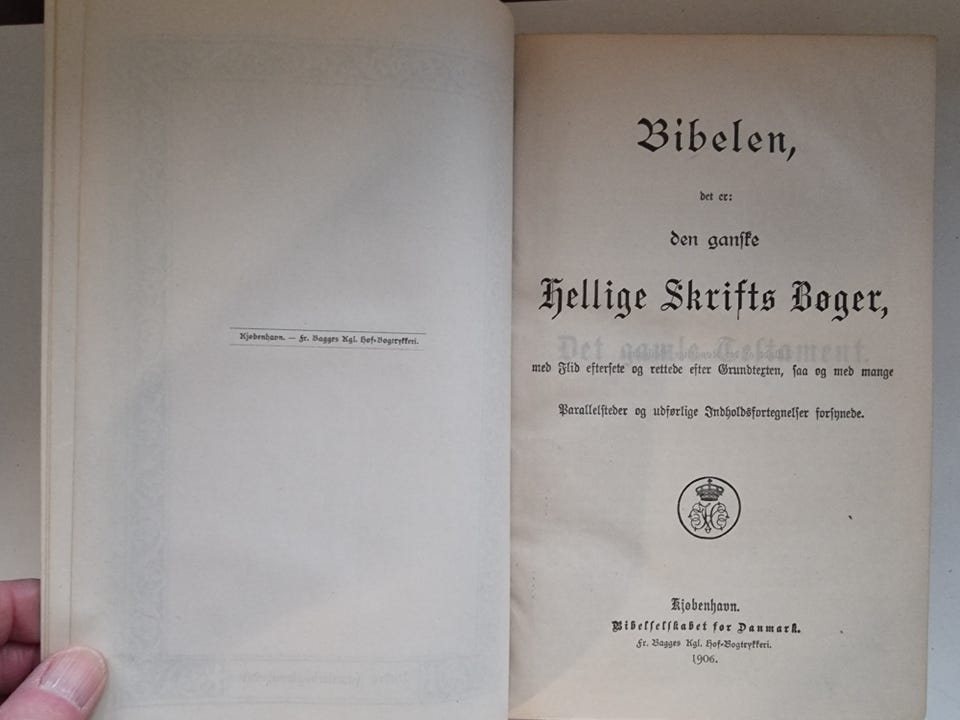 Kjøbenhavn. — Fr. Bagges Kgl. Hof-Bogtrykkeri.
Bibelen,
det er:
den ganske
Hellige Skrifts Bøger,
Det gamle Testament.
med Flid eftersete og rettede efter Grundtexten, saa og med mange
Parallelsteder og udførlige Indholdsfortegnelser forsynede.
Kjøbenhavn.
Bibelselskabet for Danmark.
Fr. Bagges Kgl. Hof-Bogtrykkeri.
1906.